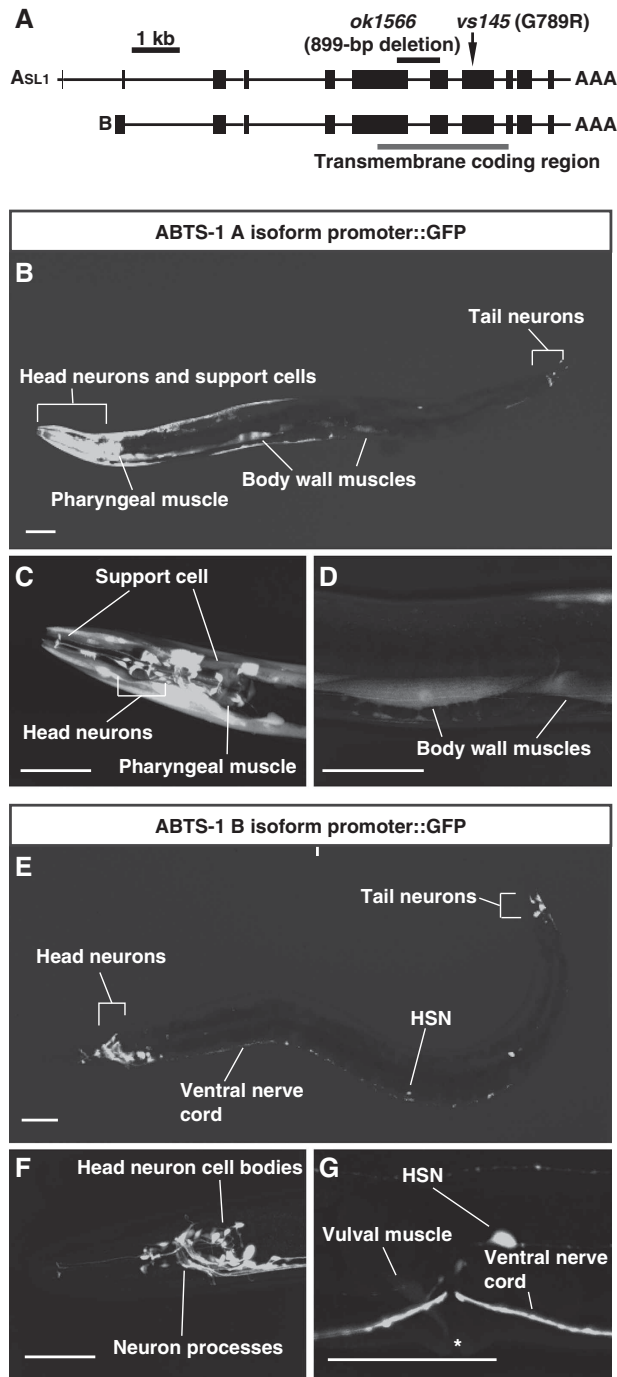 A
ok1566
vs145 (G789R)
1 kb
(899-bp deletion)
ASL1
AAA
B
AAA
Transmembrane coding region
ABTS-1 A isoform promoter::GFP
B
Tail neurons
Head neurons and support cells
Body wall muscles
Pharyngeal muscle
C
Support cell
Head neurons
Pharyngeal muscle
D
Body wall muscles
ABTS-1 B isoform promoter::GFP
E
Tail neurons
Head neurons
HSN
Ventral nerve
cord
F
Head neuron cell bodies
Neuron processes
G
HSN
Vulval muscle
Ventral nerve
cord
*